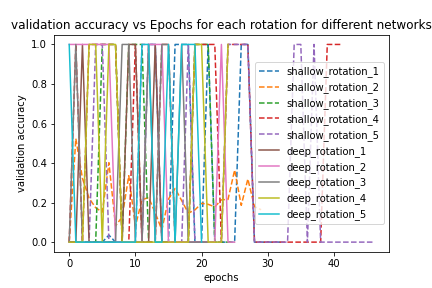 validation accuracy vs Epochs for each rotation for different networks
1.0
0.8
0.6
0.4
0.2
0.0
validation accuracy
0
10
20
30
40
epochs
shallow_rotation_1
shallow_rotation_2
shallow_rotation_3
shallow_rotation_4
shallow_rotation_5
deep_rotation_1
deep_rotation_2
deep_rotation_3
deep_rotation_4
deep_rotation_5